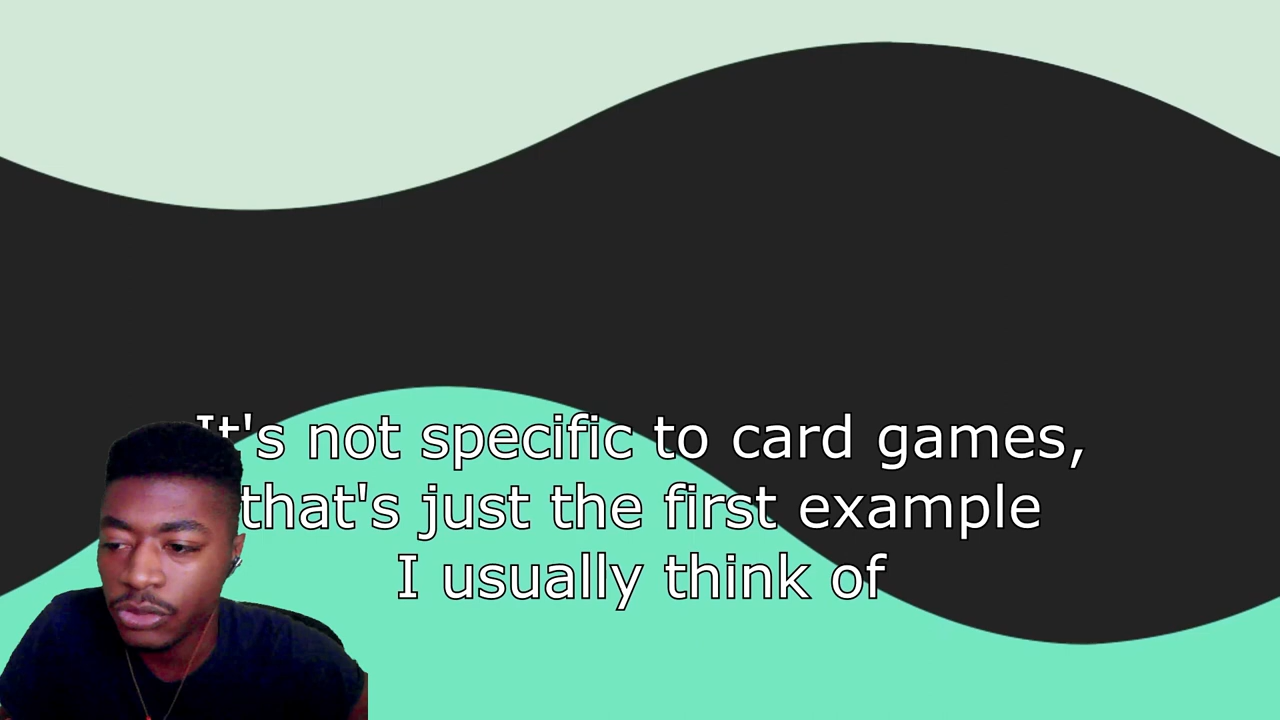 It's not specific to card games,
that's just the first example
I usually think of